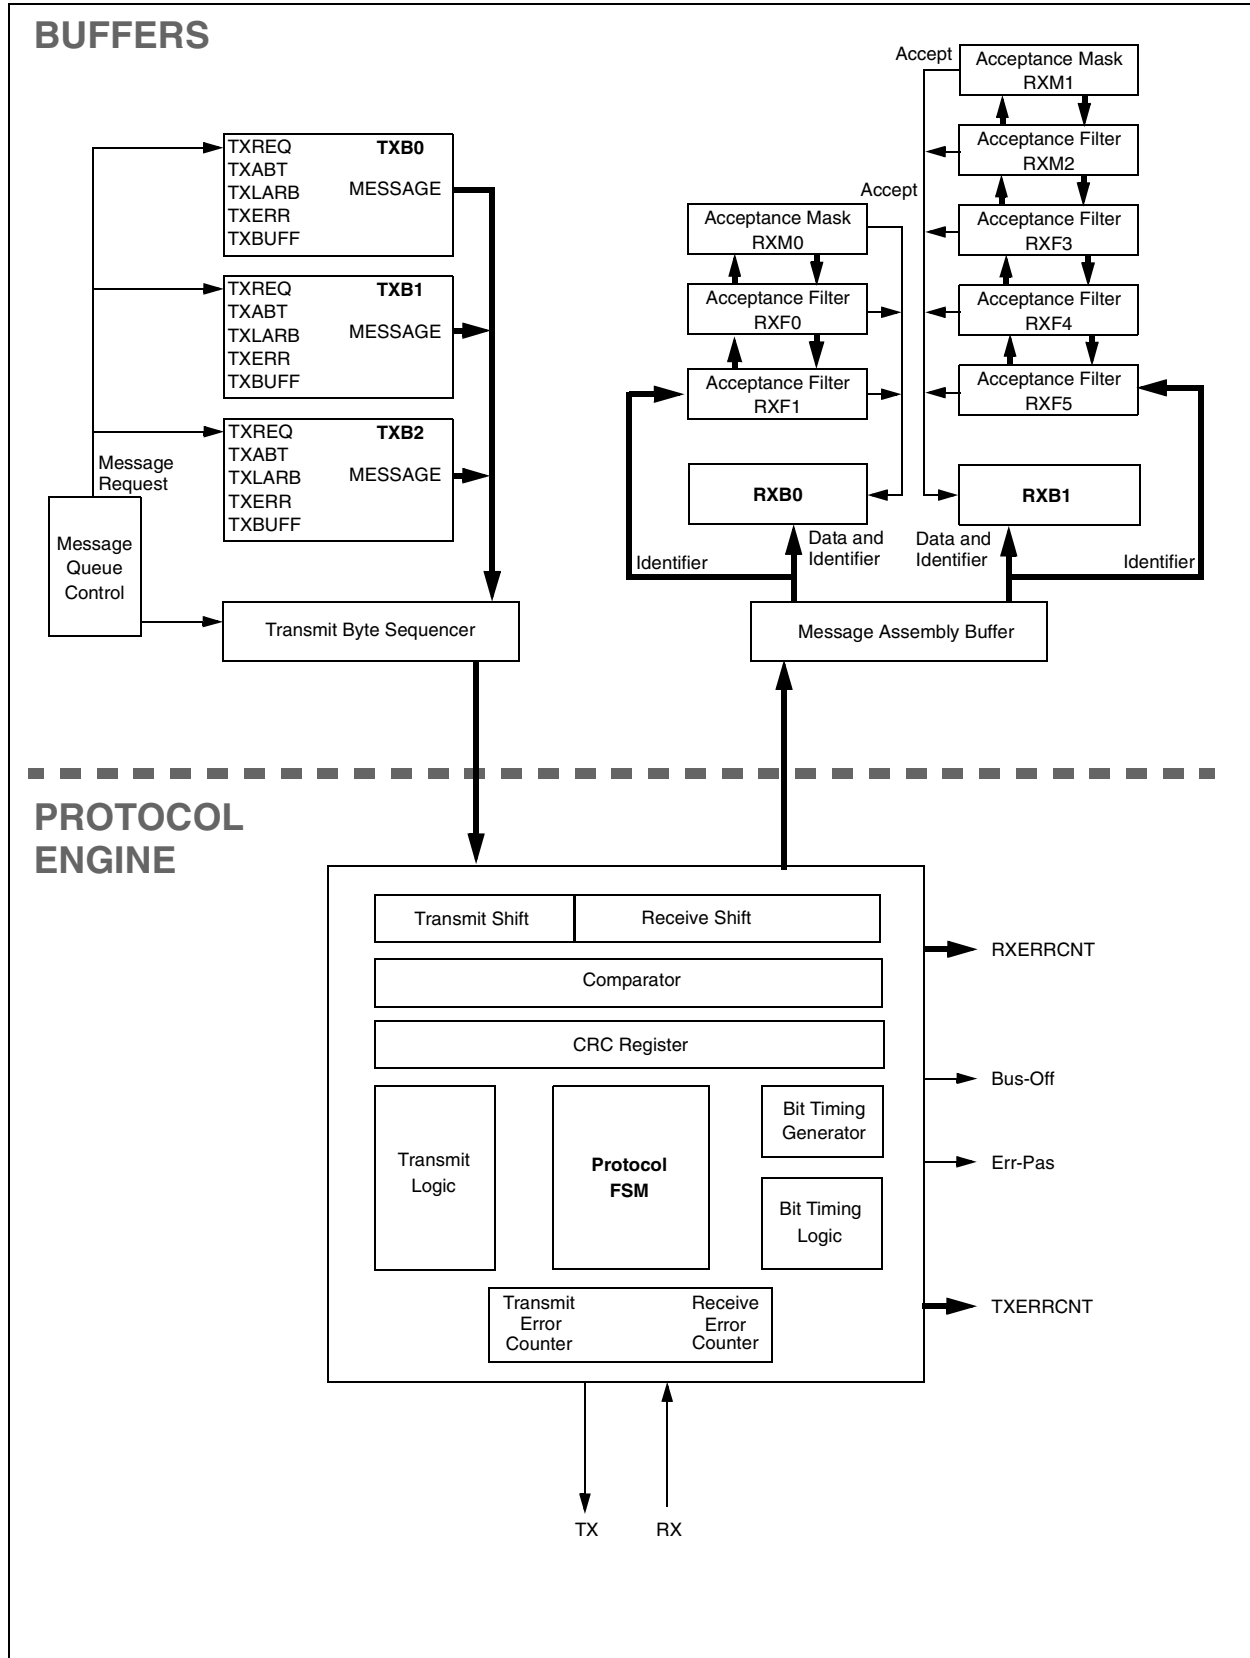 BUFFERS
TXREQ TXB0
TXABT
TXLARB MESSAGE
TXERR
TXBUFF
TXREQ TXB1
TXABT
TXLARB MESSAGE
TXERR
TXBUFF
TXREQ TXB2
TXABT
TXLARB MESSAGE
TXERR
TXBUFF
Message
Request
Message
Queue
Control
Transmit Byte Sequencer
Accept
Acceptance Mask
RXM0
Acceptance Filter
RXF0
Acceptance Filter
RXF1
RXB0
Identifier
Data and
Identifier
Accept
Acceptance Mask
RXM1
Acceptance Filter
RXM2
Acceptance Filter
RXF3
Acceptance Filter
RXF4
Acceptance Filter
RXF5
RXB1
Data and
Identifier
Identifier
Message Assembly Buffer
PROTOCOL
ENGINE
Transmit Shift
Receive Shift
Comparator
CRC Register
Transmit
Logic
Protocol
FSM
Bit Timing
Generator
Bit Timing
Logic
Transmit
Error
Counter
Receive
Error
Counter
RXERRCNT
Bus-Off
Err-Pas
TXERRCNT
TX
RX